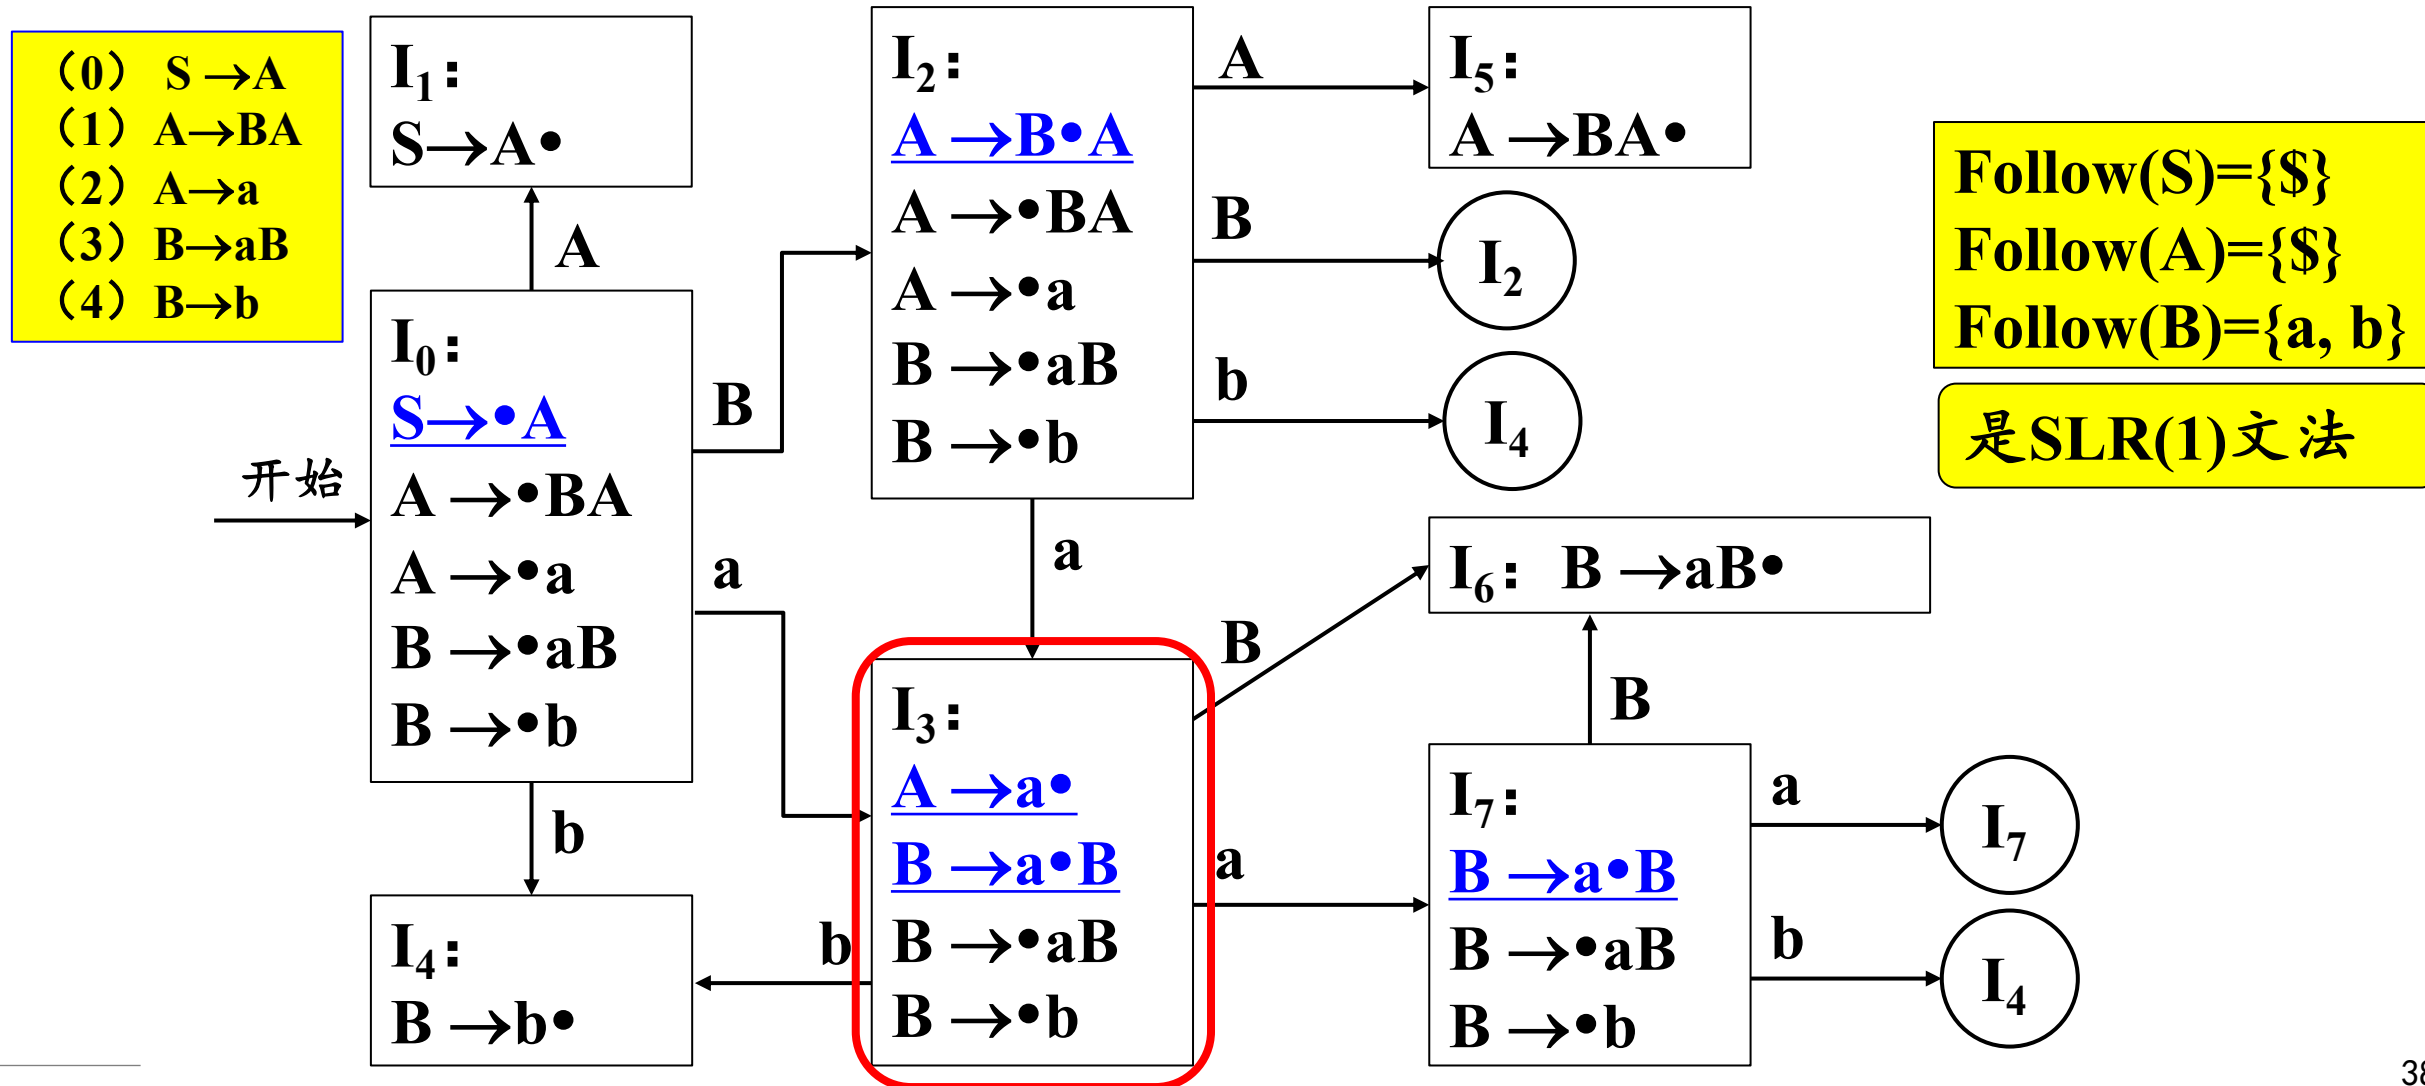 （0） S →A
（1） A→BA
（2） A→a
（3） B→aB
（4） B→b
I1：
S→A•
A
开始
I0：
S→•A
A →•BA
A →•a
B →•aB
B →•b
B
a
b
I4：
B →b•
I2：
A →B•A
A →•BA
A →•a
B →•aB
B →•b
A
B
b
a
I5：
A →BA•
I2
I4
I3：
A →a•
B →a•B
B →•aB
B →•b
b
B
a
I6：B →aB•
B
I7：
B →a•B
B →•aB
B →•b
a
b
I7
I4
Follow(S)={$}
Follow(A)={$}
Follow(B)={a, b}
是SLR(1)文法